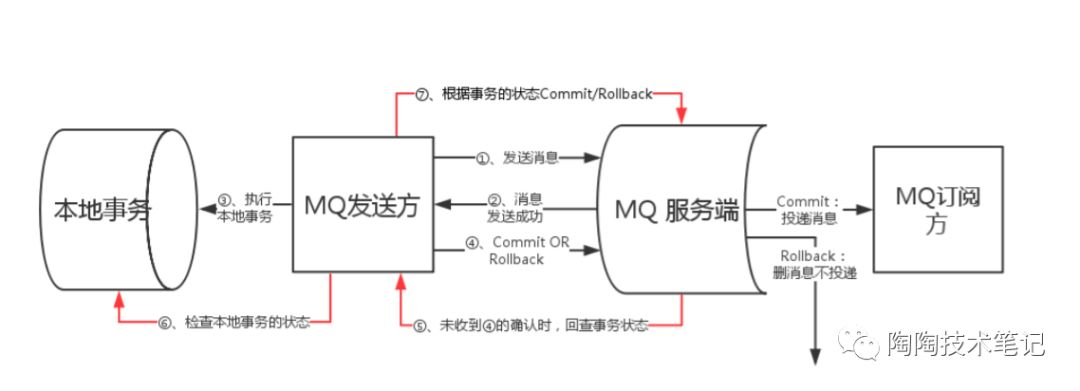 ⑦、根据事务的状态Commit/Rollback
①、发送消息
本地事务
③、执行
本地事务
MQ发送方
②、消息
发送成功
MQ 服务端
Commit：
投递消息
MQ订阅
方
④、Commit OR
Rollback
Rollback：
删消息不投递
⑥、检查本地事务的状态
⑤、未收到④的确认时，回查事务状态
陶陶技术笔记